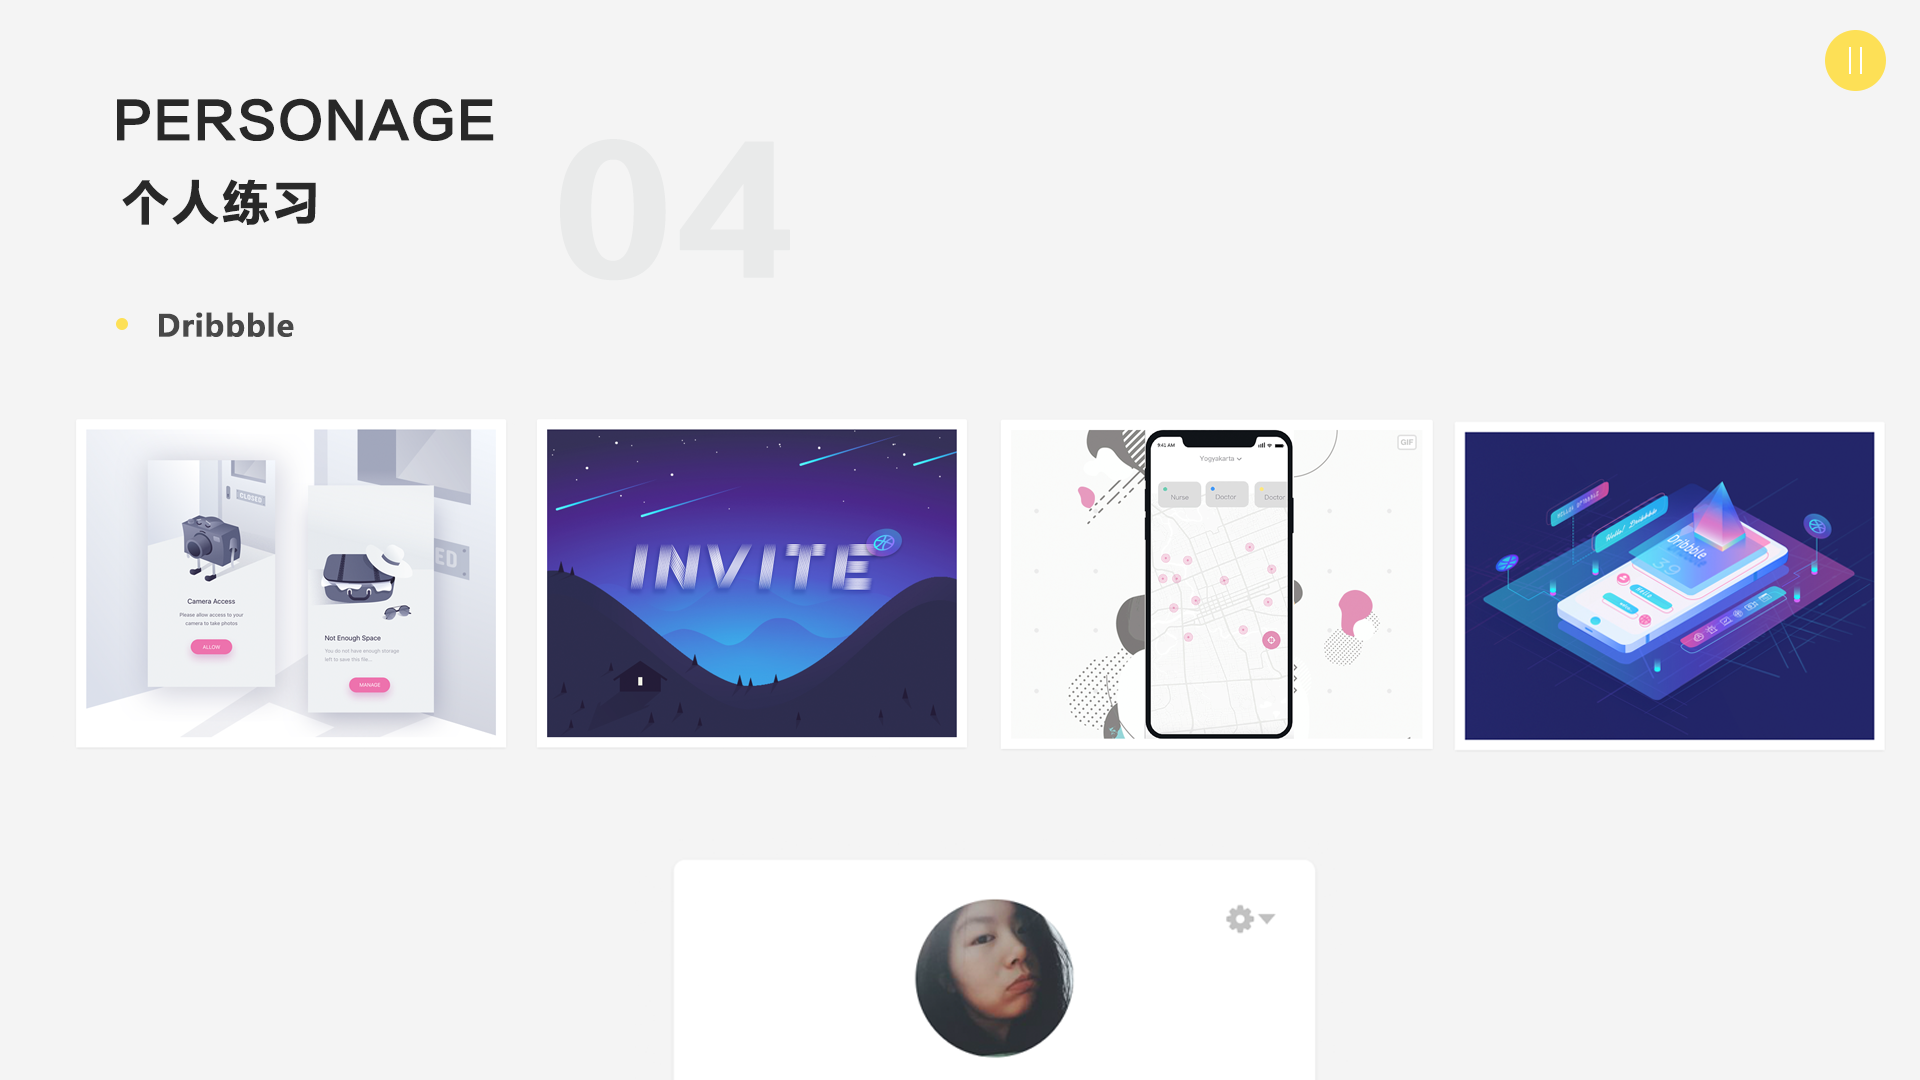 PERSONAGE
个人练习
04
Dribbble
CLOSED
Camera Access
Please allow access to your
camera to take photos
ALLOW
ED
Not Enough Space
You do not have enough storage
left to save this file...
MANAGE
INVITE
GIF
9:41 AM
Yogyakarta
Nurse
Doctor
Doctor
HELLO! DRIBBBLE
Hello! Dribbble
Dribbble
39
HELLO